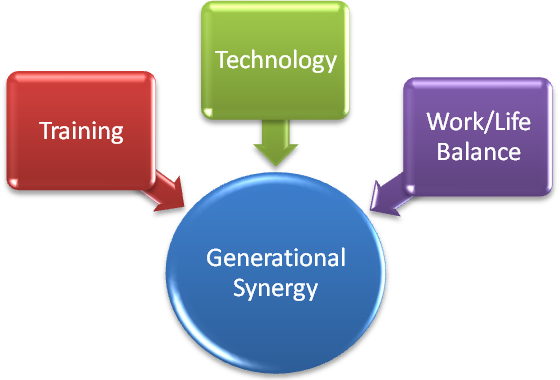 Technology
Training
Work/Life
Balance
Generational
Synergy